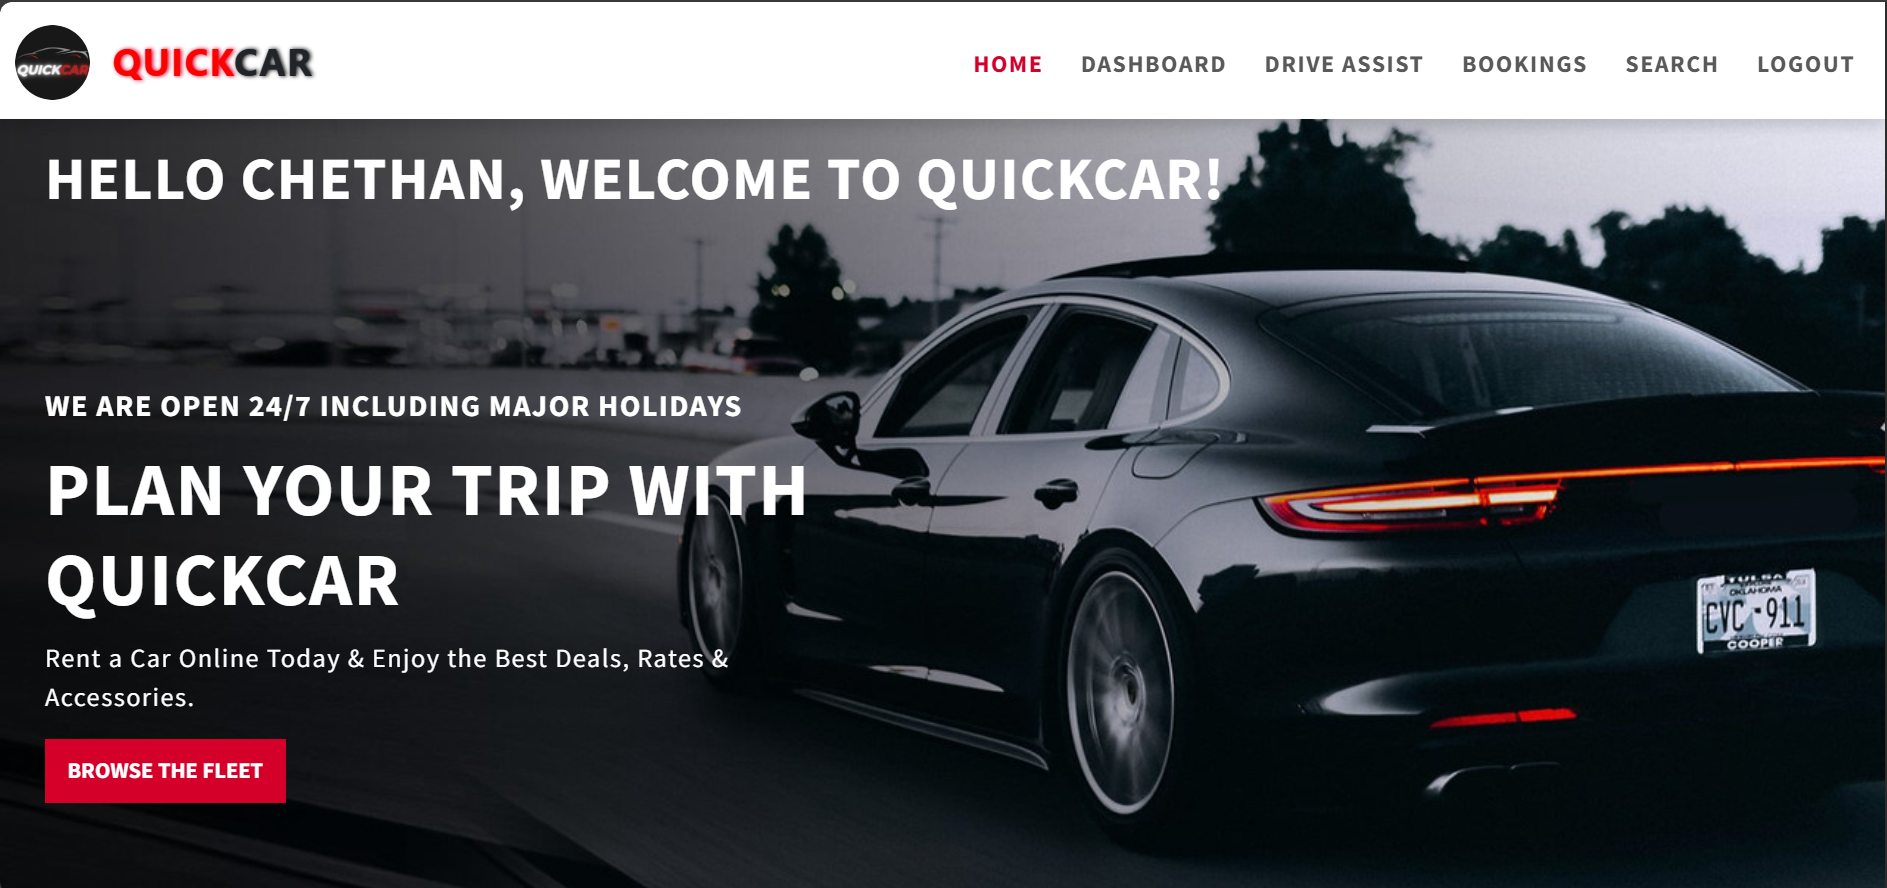 QUICKCAR
QUICKCAR
HOME
DASHBOARD
DRIVE ASSIST
BOOKINGS
SEARCH
LOGOUT
HELLO CHETHAN, WELCOME TO QUICKCAR!
WE ARE OPEN 24/7 INCLUDING MAJOR HOLIDAYS
PLAN YOUR TRIP WITH
QUICKCAR
Rent a Car Online Today & Enjoy the Best Deals, Rates &
Accessories.
BROWSE THE FLEET
TULSA
OKLAHOMA
CVC-911
COOPER